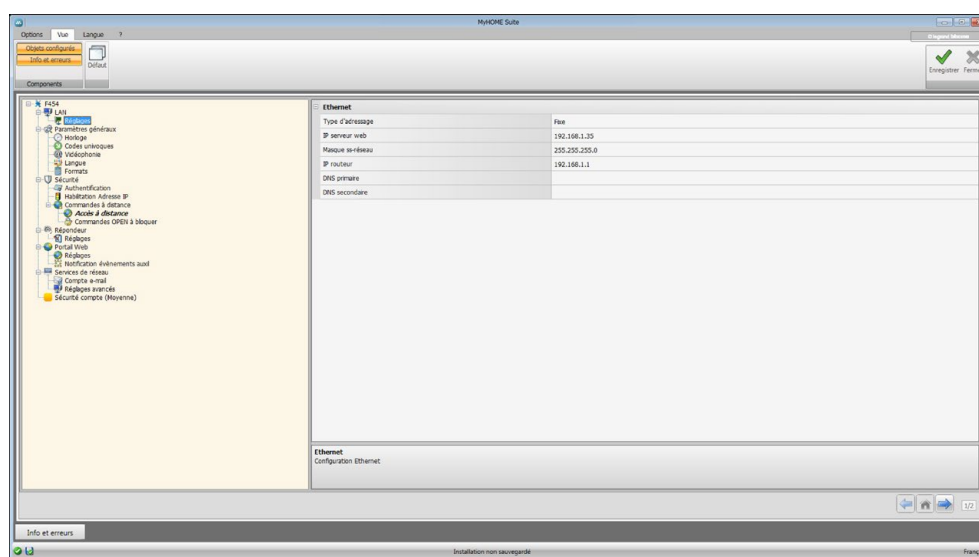 MyHOME Suite
Options Vue Langue ?
Objets configurés
Info et erreurs
Défaut
Components
Enregistrer Ferme
F454
LAN
Réglages
Paramètres généraux
Horloge
Codes univoques
Vidéophonie
Langue
Formats
Sécurité
Authentification
Habilitation Adresse IP
Commandes à distance
Accès à distance
Commandes OPEN à bloquer
Répondeur
Réglages
Portail Web
Réglages
Notification évènements auxil
Services de réseau
Compte e-mail
Réglages avancés
Sécurité compte (Moyenne)
Ethernet
Type d'adressage Fixe
IP serveur web 192.168.1.35
Masque ss-réseau 255.255.255.0
IP routeur 192.168.1.1
DNS primaire
DNS secondaire
Ethernet
Configuration Ethernet
1/2
Info et erreurs
Installation non sauvegardé
França